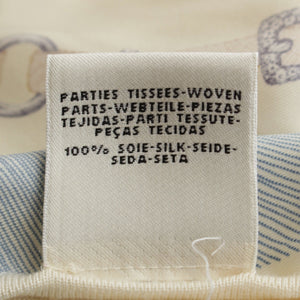 PARTIES TISSEES-WOVEN
PARTS-WEBTEILE-PIEZAS
TEJIDAS-PARTI TESSUTE-
PEÇAS TECIDAS
100% SOIE-SILK-SEIDE-
SEDA-SETA